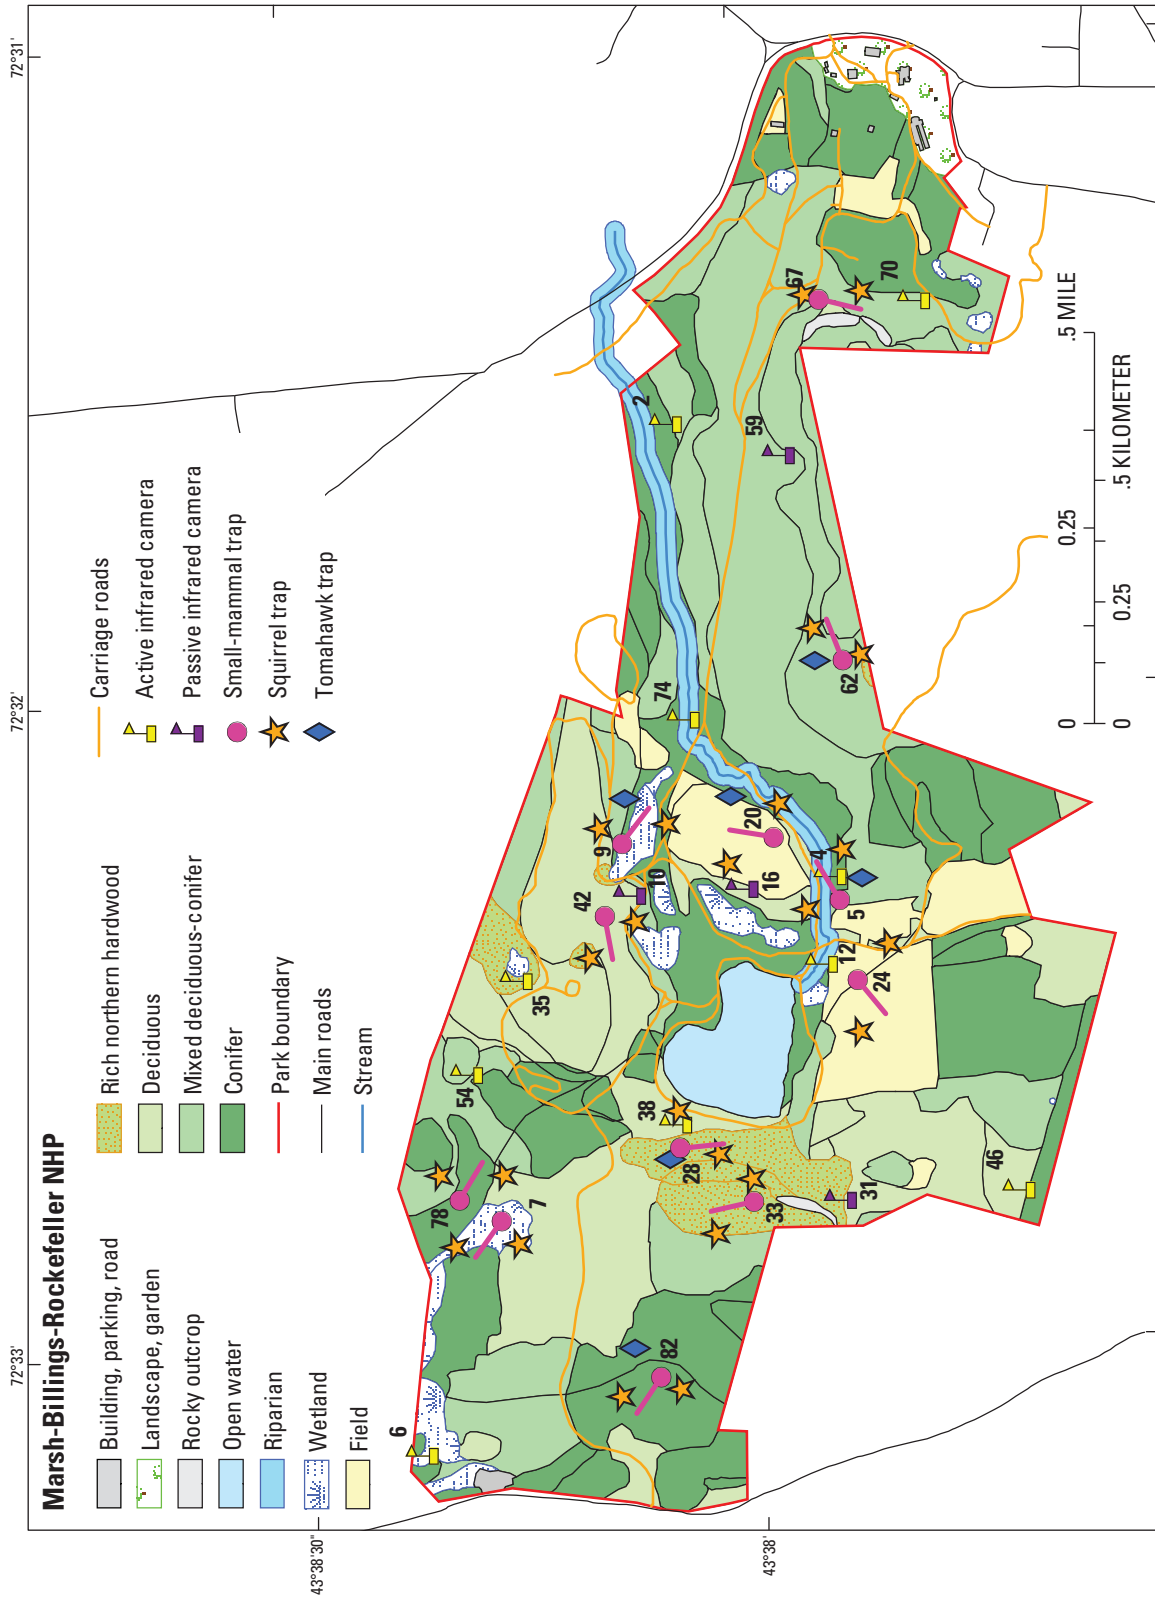 Marsh-Billings-Rockefeller NHP
Building, parking, road
Landscape, garden
Rocky outcrop
Open water
Riparian
Wetland
Field
Rich northern hardwood
Deciduous
Mixed deciduous-conifer
Conifer
Park boundary
Main roads
Stream
Carriage roads
Active infrared camera
Passive infrared camera
Small-mammal trap
Squirrel trap
Tomahawk trap
72°33'
72°32'
72°31'
43°38'30"
43°38'
6
78
7
54
35
42
9
10
74
2
82
38
28
33
31
46
16
20
4
5
12
24
62
59
67
70
0 0.25 .5 MILE
0 0.25 .5 KILOMETER